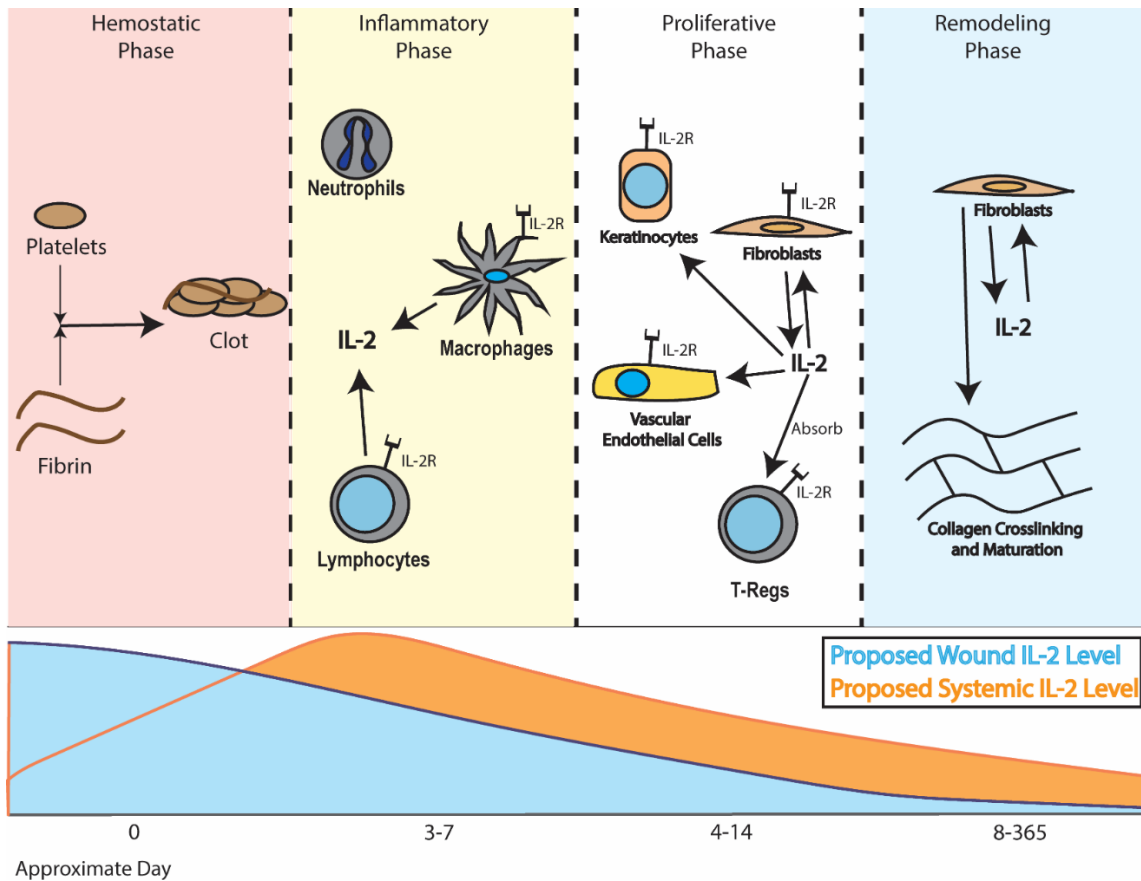 Hemostatic
Phase
Inflammatory
Phase
Proliferative
Phase
Remodeling
Phase
Platelets
Clot
Fibrin
Neutrophils
IL-2R
IL-2
Macrophages
IL-2R
Lymphocytes
IL-2R
Keratinocytes
IL-2R
Fibroblasts
IL-2R
IL-2
Vascular
Endothelial Cells
Absorb
IL-2R
T-Regs
Fibroblasts
IL-2
Collagen Crosslinking
and Maturation
Proposed Wound IL-2 Level
Proposed Systemic IL-2 Level
0
3-7
4-14
8-365
Approximate Day